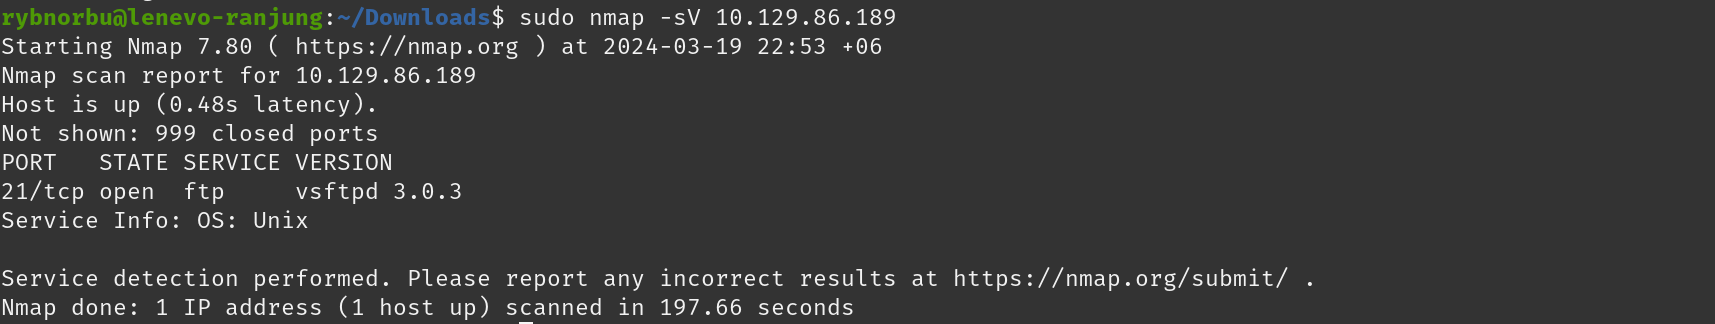 rybnorbu@lenevo-ranjung:~/Downloads$ sudo nmap -sV 10.129.86.189
Starting Nmap 7.80 ( https://nmap.org ) at 2024-03-19 22:53 +06
Nmap scan report for 10.129.86.189
Host is up (0.48s latency).
Not shown: 999 closed ports
PORT   STATE SERVICE VERSION
21/tcp open  ftp     vsftpd 3.0.3
Service Info: OS: Unix

Service detection performed. Please report any incorrect results at https://nmap.org/submit/ .
Nmap done: 1 IP address (1 host up) scanned in 197.66 seconds